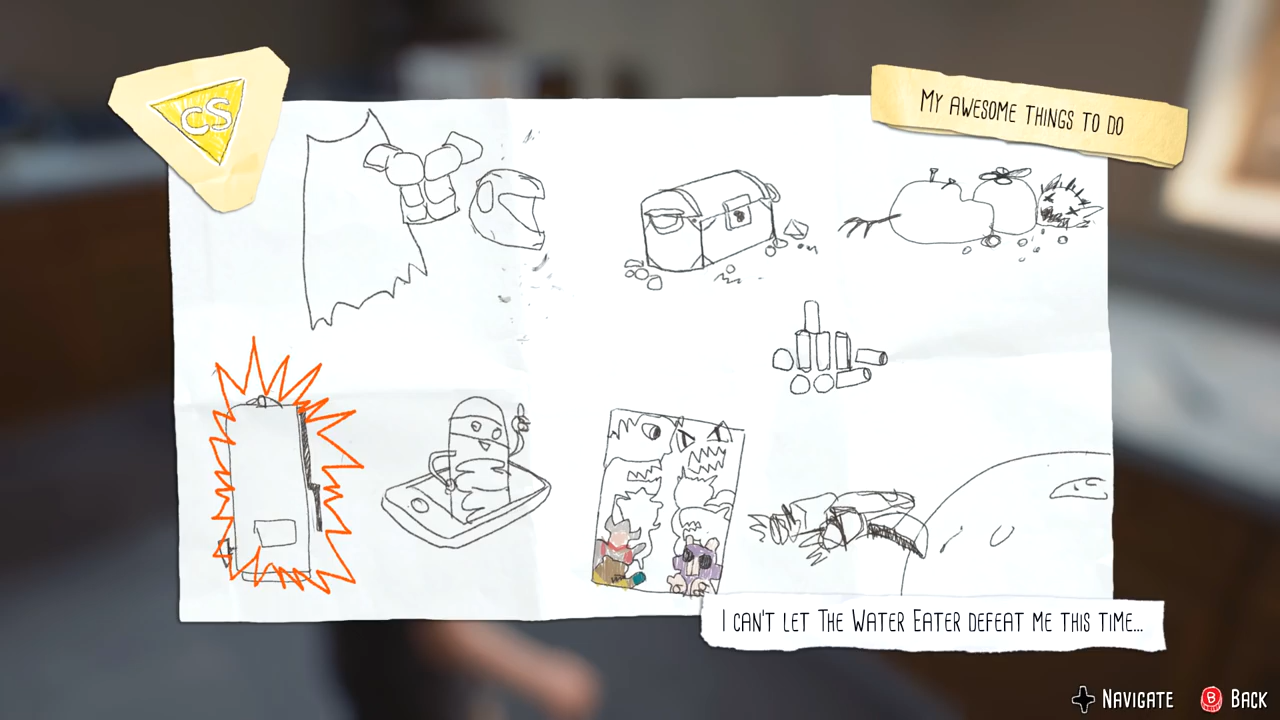 CS
MY AWESOME THINGS TO DO
I CAN'T LET THE WATER EATER DEFEAT ME THIS TIME...
NAVIGATE
B BACK